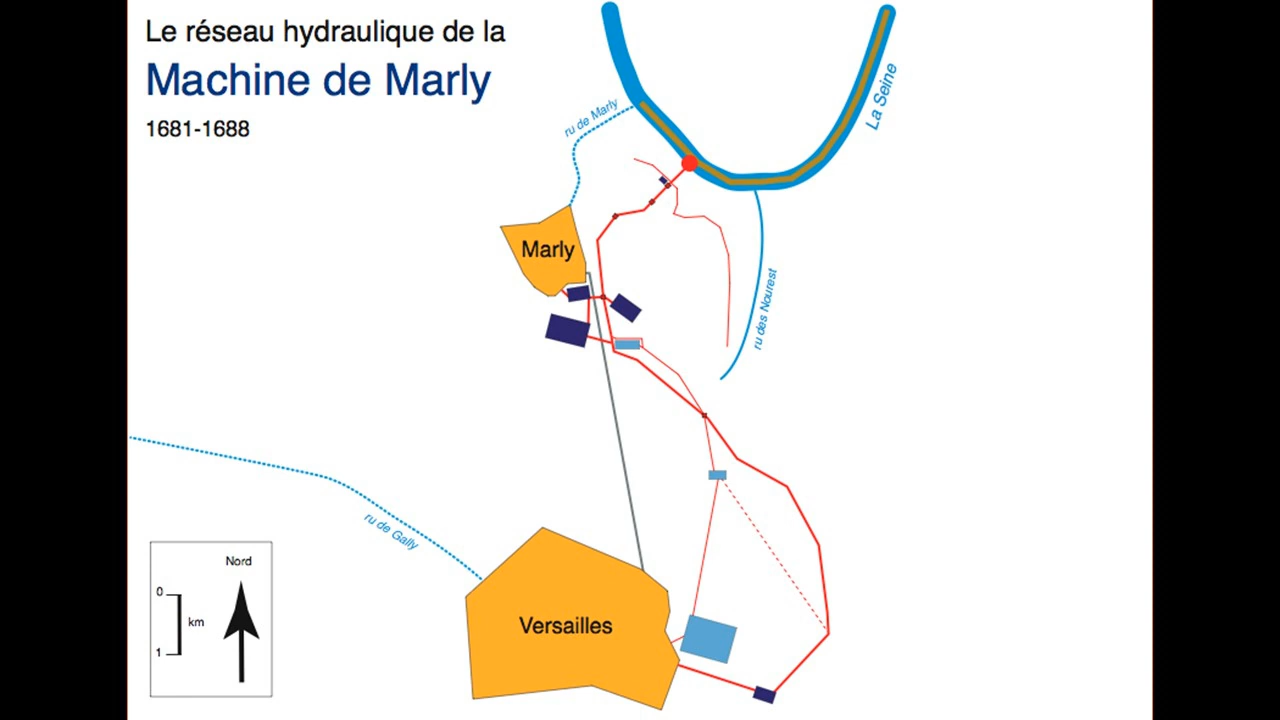 Le réseau hydraulique de la
Machine de Marly
1681-1688
La Seine
ru de Marly
Marly
ru des Nourest
ru de Gally
Versailles
Nord
0
km
1